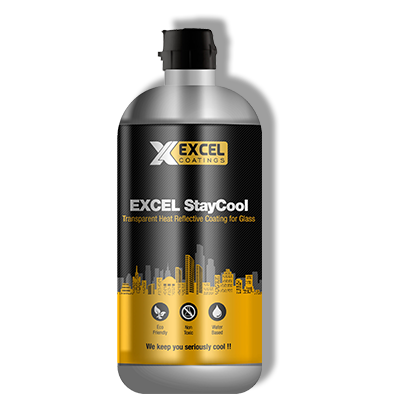 EXCEL
COATINGS
EXCEL StayCool
Transparent Heat Reflective Coating for Glass
Eco
Friendly
Non
Toxic
Water
Based
We keep you seriously cool !!